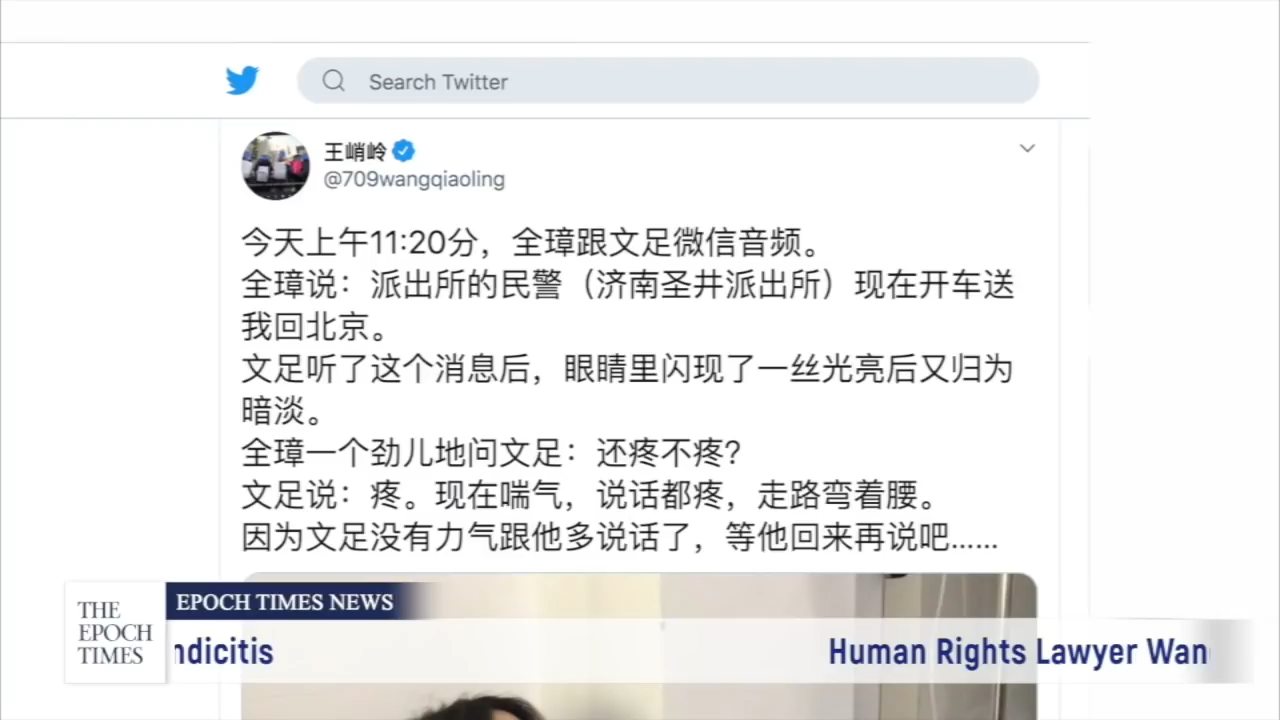 Search Twitter
王峭岭
@709wangqiaoling
今天上午11:20分，全璋跟文足微信音频。
全璋说：派出所的民警（济南圣井派出所）现在开车送
我回北京。
文足听了这个消息后，眼睛里闪现了一丝光亮后又归为
暗淡。
全璋一个劲儿地问文足：还疼不疼？
文足说：疼。现在喘气，说话都疼，走路弯着腰。
因为文足没有力气跟他多说话了，等他回来再说吧……
THE
EPOCH
TIMES
EPOCH TIMES NEWS
ndicitis
Human Rights Lawyer Wan